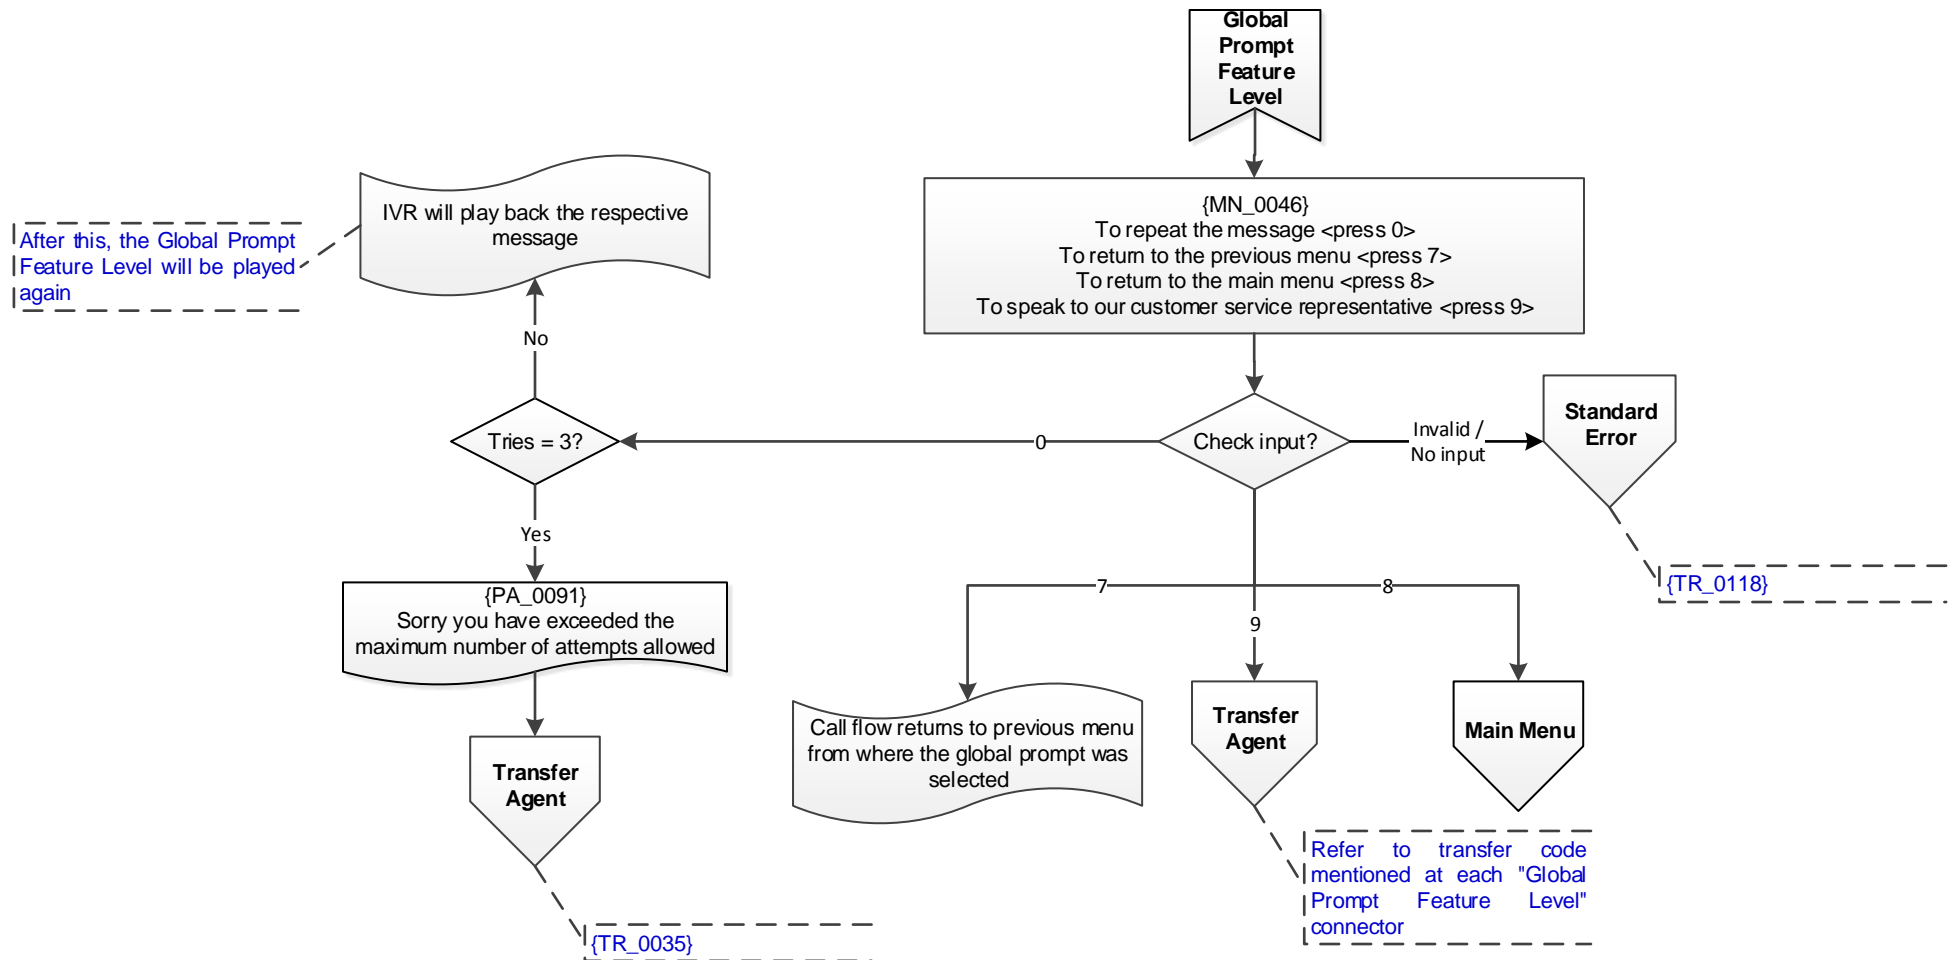 Global
Prompt
Feature
Level
{MN_0046}
To repeat the message <press 0>
To return to the previous menu <press 7>
To return to the main menu <press 8>
To speak to our customer service representative <press 9>
IVR will play back the respective
message
After this, the Global Prompt
Feature Level will be played
again
No
Tries = 3?
0
Check input?
Invalid /
No input
Standard
Error
{TR_0118}
Yes
{PA_0091}
Sorry you have exceeded the
maximum number of attempts allowed
7
8
9
Call flow returns to previous menu
from where the global prompt was
selected
Transfer
Agent
Main Menu
Transfer
Agent
Refer to transfer code
mentioned at each "Global
Prompt Feature Level"
connector
{TR_0035}